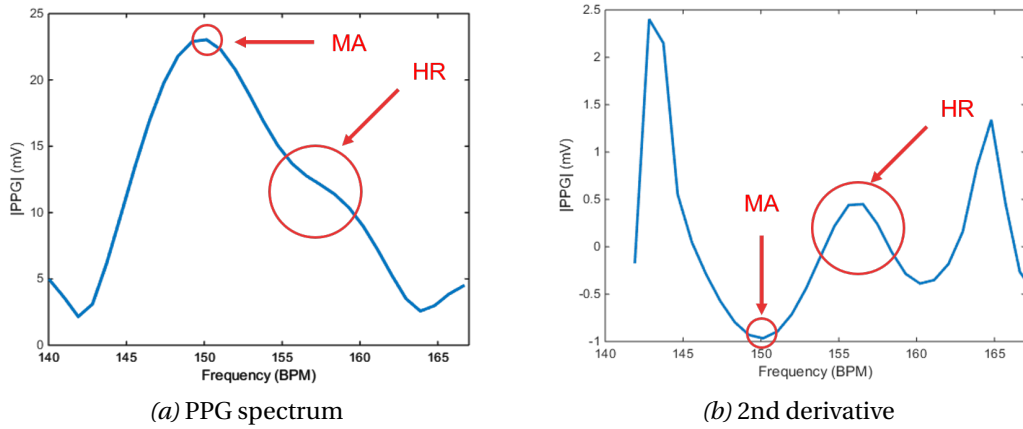 25
20
15
10
5
0
|PPG| (mV)
MA
HR
140 145 150 155 160 165
Frequency (BPM)
(a) PPG spectrum
2.5
2
1.5
1
0.5
0
-0.5
-1
|PPG| (mV)
HR
MA
140 145 150 155 160 165
Frequency (BPM)
(b) 2nd derivative